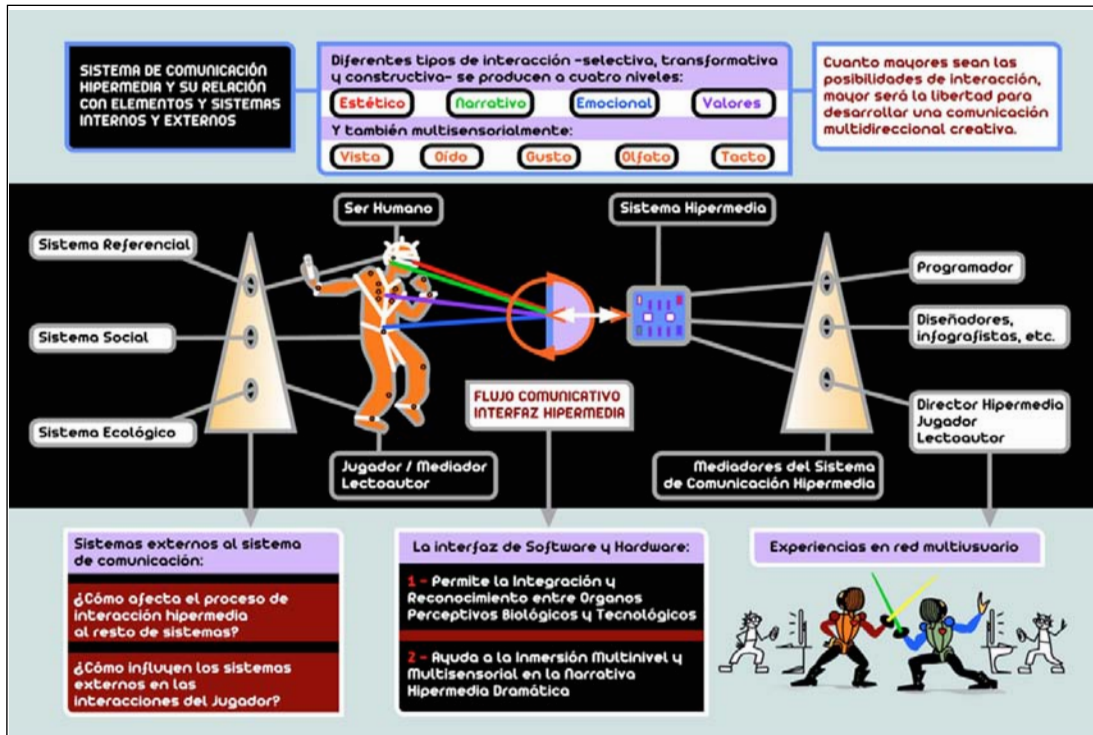 SISTEMA DE COMUNICACIÓN
HIPERMEDIA Y SU RELACIÓN
CON ELEMENTOS Y SISTEMAS
INTERNOS Y EXTERNOS
Diferentes tipos de interacción -selectiva, transformativa
y constructiva- se producen a cuatro niveles:
Estético
Narrativo
Emocional
Valores
Y también multisensorialmente:
Vista
Oído
Gusto
Olfato
Tacto
Cuanto mayores sean las
posibilidades de interacción,
mayor será la libertad para
desarrollar una comunicación
multidireccional creativa.
Ser Humano
Sistema Hipermedia
Sistema Referencial
Sistema Social
Sistema Ecológico
Programador
Diseñadores,
infografistas, etc.
Director Hipermedia
Jugador
Lectoautor
FLUJO COMUNICATIVO
INTERFAZ HIPERMEDIA
Jugador / Mediador
Lectoautor
Mediadores del Sistema
de Comunicación Hipermedia
Sistemas externos al sistema
de comunicación:
¿Cómo afecta el proceso de
interacción hipermedia
al resto de sistemas?
¿Cómo influyen los sistemas
externos en las
interacciones del Jugador?
La interfaz de Software y Hardware:
1 - Permite la Integración y
Reconocimiento entre Organos
Perceptivos Biológicos y Tecnológicos
2 - Ayuda a la Inmersión Multinivel y
Multisensorial en la Narrativa
Hipermedia Dramática
Experiencias en red multiusuario